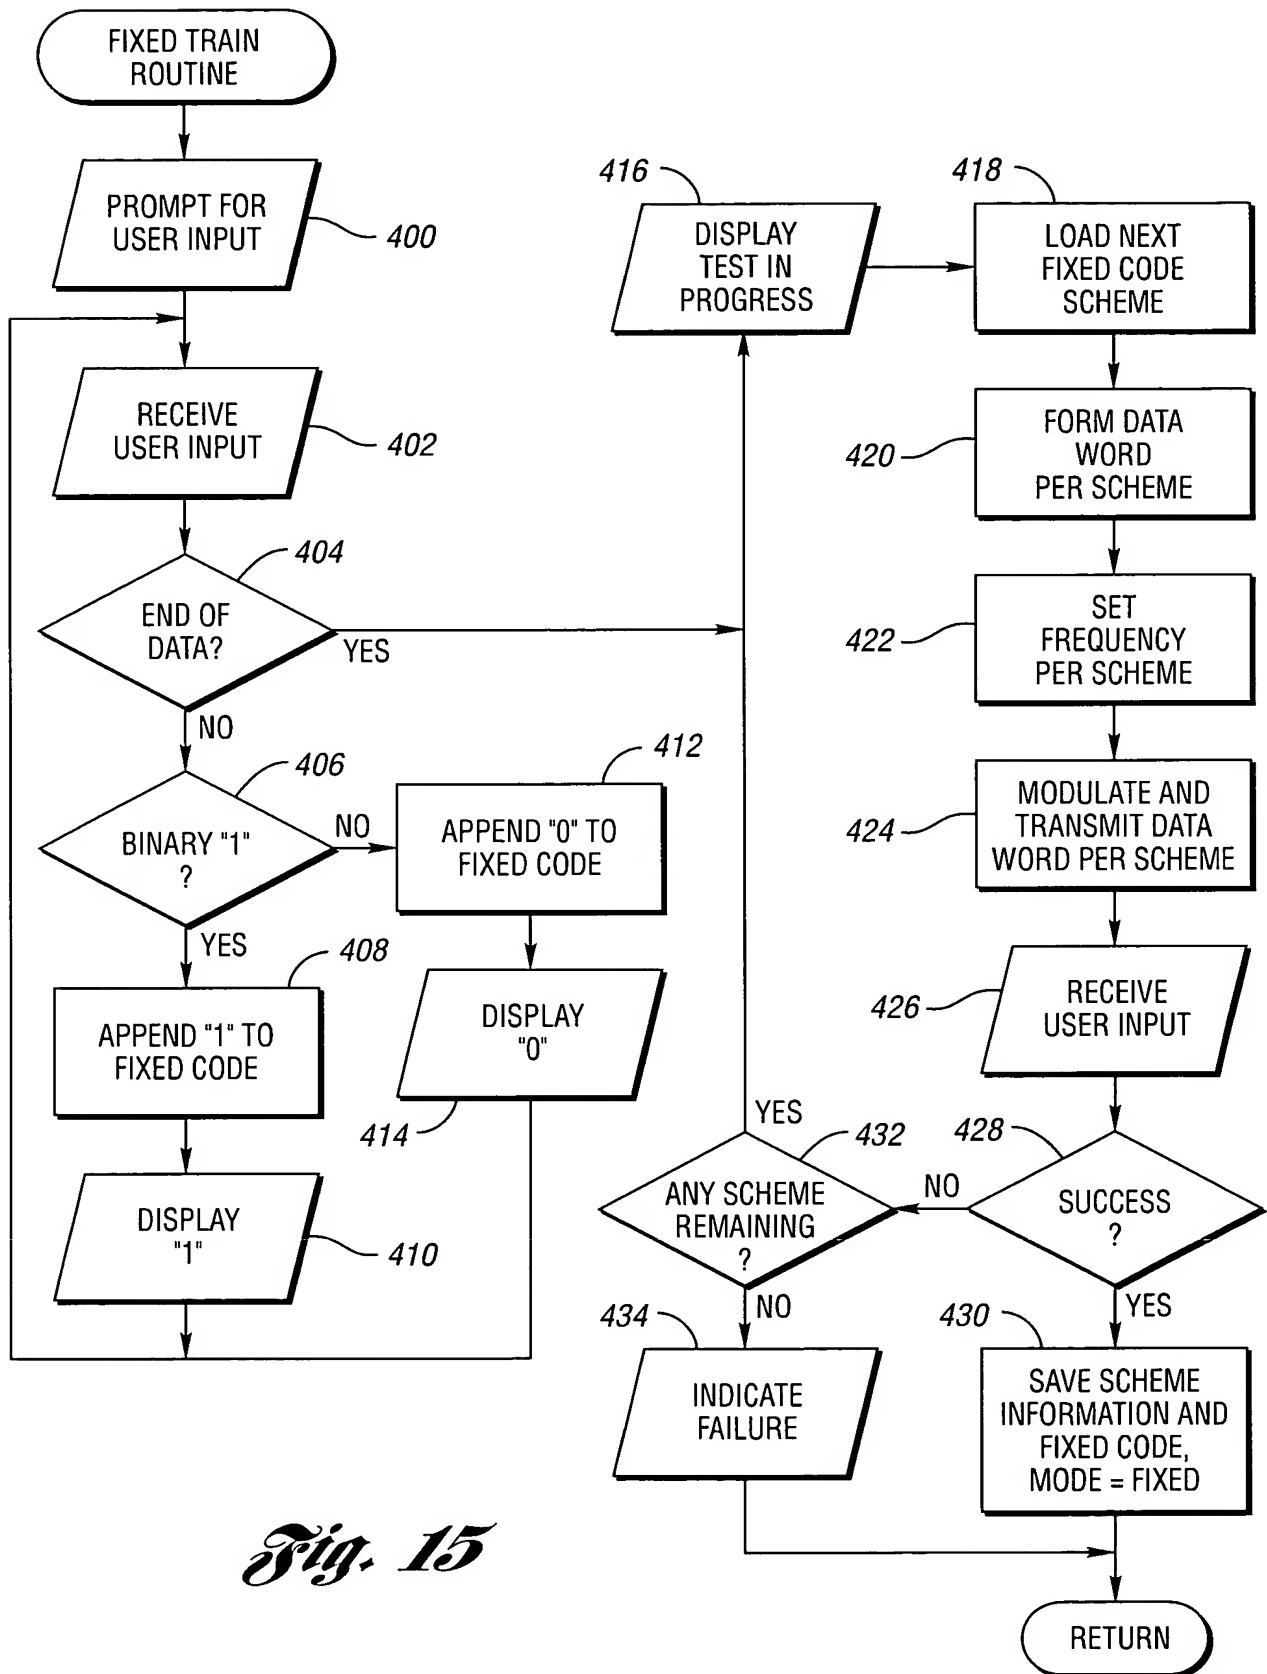 FIXED TRAIN
ROUTINE
PROMPT FOR
USER INPUT
400
RECEIVE
USER INPUT
402
404
END OF
DATA?
YES
NO
406
BINARY "1"
?
NO
YES
412
APPEND "0" TO
FIXED CODE
408
APPEND "1" TO
FIXED CODE
DISPLAY
"0"
414
DISPLAY
"1"
410
416
DISPLAY
TEST IN
PROGRESS
418
LOAD NEXT
FIXED CODE
SCHEME
420
FORM DATA
WORD
PER SCHEME
422
SET
FREQUENCY
PER SCHEME
424
MODULATE AND
TRANSMIT DATA
WORD PER SCHEME
426
RECEIVE
USER INPUT
428
SUCCESS
?
NO
YES
432
ANY SCHEME
REMAINING
?
YES
NO
434
INDICATE
FAILURE
430
SAVE SCHEME
INFORMATION AND
FIXED CODE,
MODE = FIXED
RETURN
Fig. 15